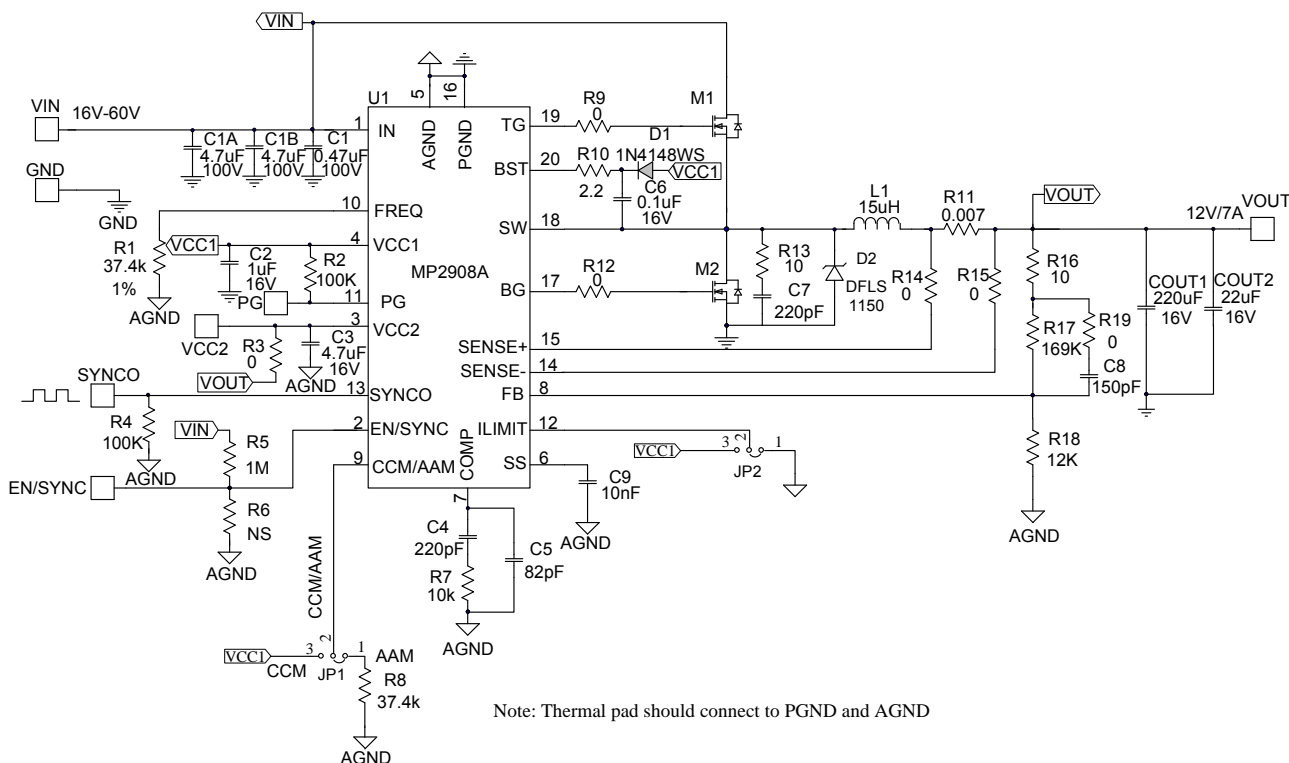 VIN
VIN 16V-60V
GND
GND
C1A
4.7uF
100V
C1B
4.7uF
100V
C1
0.47uF
100V
U1
MP2908A
5
16
AGND
PGND
1 IN
10 FREQ
4 VCC1
11 PG
3 VCC2
13 SYNCO
2 EN/SYNC
9 CCM/AAM
COMP
7
TG 19
BST 20
SW 18
BG 17
SENSE+ 15
SENSE- 14
FB 8
ILIMIT 12
SS 6
R1
37.4k
1%
AGND
VCC1
C2
1uF
16V
R2
100K
PG
VCC2
R3
0
VOUT
C3
4.7uF
16V
AGND
SYNCO
R4
100K
AGND
VIN
R5
1M
EN/SYNC
R6
NS
AGND
CCM/AAM
VCC1
3
2
1
CCM
JP1
AAM
R8
37.4k
AGND
C4
220pF
R7
10k
C5
82pF
AGND
C9
10nF
AGND
R9
0
M1
D1
1N4148WS
VCC1
R10
2.2
C6
0.1uF
16V
R12
0
M2
R13
10
C7
220pF
D2
DFLS
1150
L1
15uH
R11
0.007
R14
0
R15
0
VOUT
VOUT
12V/7A
R16
10
R17
169K
R19
0
C8
150pF
COUT1
220uF
16V
COUT2
22uF
16V
R18
12K
AGND
VCC1
3
2
1
JP2
Note: Thermal pad should connect to PGND and AGND